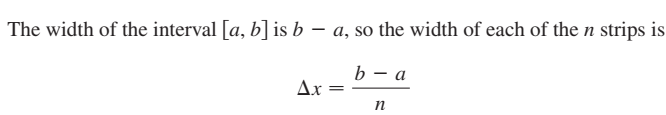 The width of the interval [a, b] is b − a, so the width of each of the n strips is
Δx = (b − a)/n